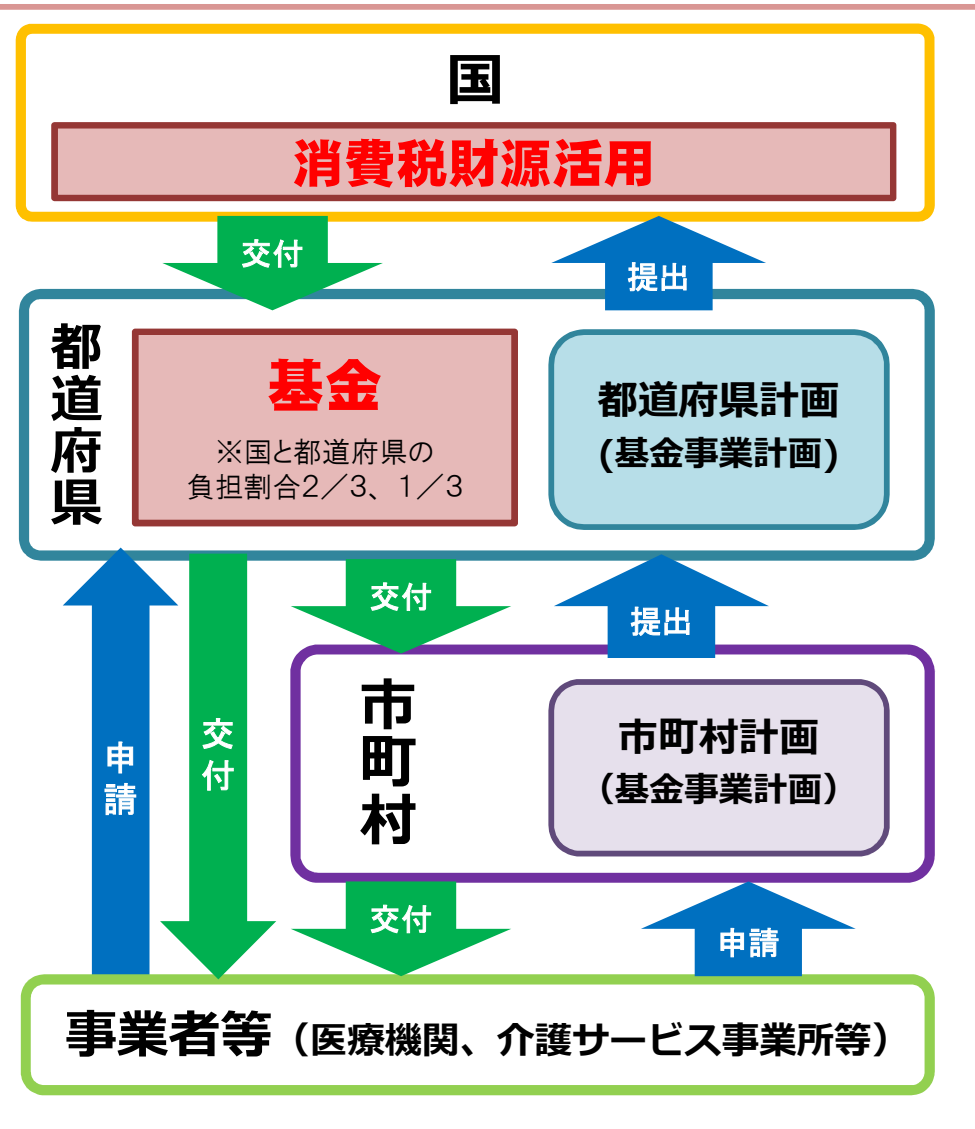 国
消費税財源活用
交付
提出
都道府県
基金
※国と都道府県の
負担割合2／3、1／3
都道府県計画
(基金事業計画)
交付
提出
申請
交付
市町村
市町村計画
（基金事業計画）
交付
申請
事業者等（医療機関、介護サービス事業所等）